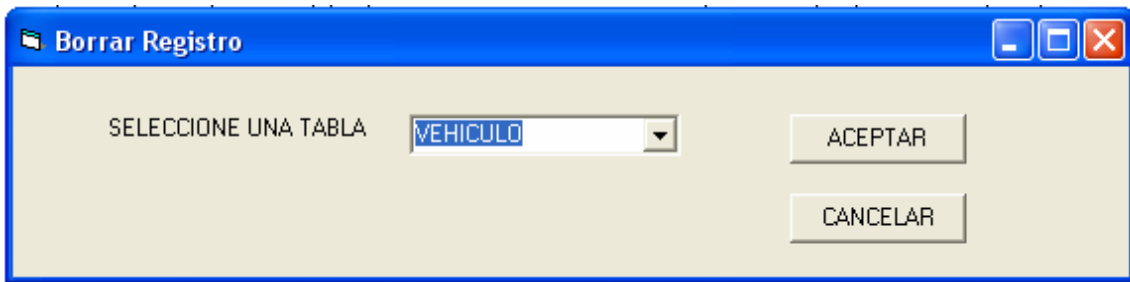 Borrar Registro
SELECCIONE UNA TABLA
VEHICULO
ACEPTAR
CANCELAR